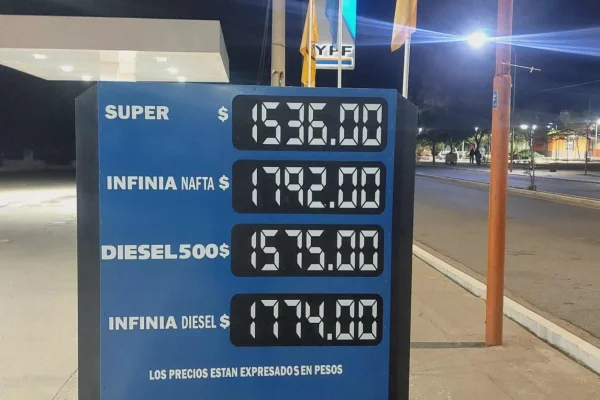 YPF
SUPER $ 1536.00
INFINIA NAFTA $ 1792.00
DIESEL500$ 1575.00
INFINIA DIESEL $ 1774.00
LOS PRECIOS ESTAN EXPRESADOS EN PESOS